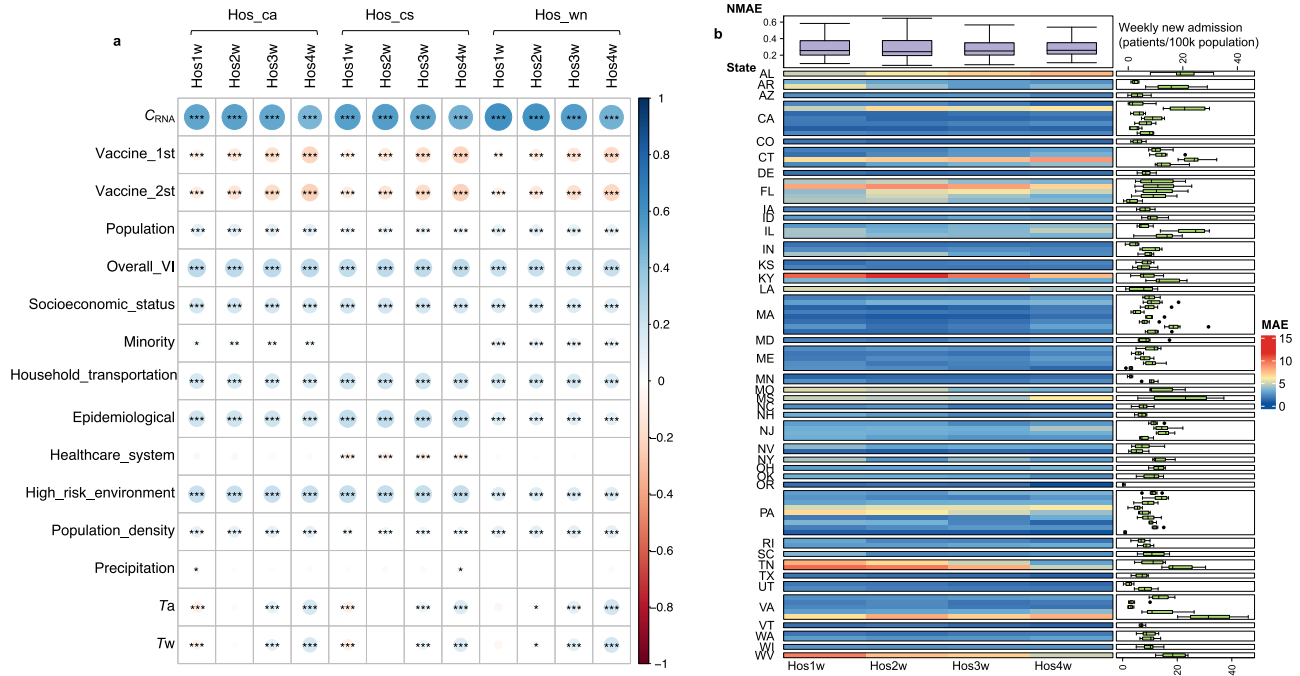 a
Hos_ca
Hos_cs
Hos_wn
Hos1w
Hos2w
Hos3w
Hos4w
Hos1w
Hos2w
Hos3w
Hos4w
Hos1w
Hos2w
Hos3w
Hos4w
CRNA *** *** *** *** *** *** *** *** *** *** *** ***
Vaccine_1st *** *** *** *** *** *** *** *** ** *** *** ***
Vaccine_2st *** *** *** *** *** *** *** *** *** *** *** ***
Population *** *** *** *** *** *** *** *** *** *** *** ***
Overall_VI *** *** *** *** *** *** *** *** *** *** *** ***
Socioeconomic_status *** *** *** *** *** *** *** *** *** *** *** ***
Minority * ** ** ** *** *** *** ***
Household_transportation *** *** *** *** *** *** *** *** *** *** *** ***
Epidemiological *** *** *** *** *** *** *** *** *** *** *** ***
Healthcare_system *** *** *** ***
High_risk_environment *** *** *** *** *** *** *** *** *** *** *** ***
Population_density *** *** *** *** ** *** *** *** *** *** *** ***
Precipitation * *
Ta *** *** *** *** *** *** * *** ***
Tw *** *** *** *** *** *** * *** ***
1
0.8
0.6
0.4
0.2
0
−0.2
−0.4
−0.6
−0.8
−1
b
NMAE
0.6
0.4
0.2
Weekly new admission
(patients/100k population)
0
20
40
State
AL
AR
AZ
CA
CO
CT
DE
FL
IA
ID
IL
IN
KS
KY
LA
MA
MD
ME
MN
MO
MS
NC
NH
NJ
NV
NY
OH
OK
OR
PA
RI
SC
TN
TX
UT
VA
VT
WA
WI
WV
Hos1w
Hos2w
Hos3w
Hos4w
0
20
40
MAE
15
10
5
0